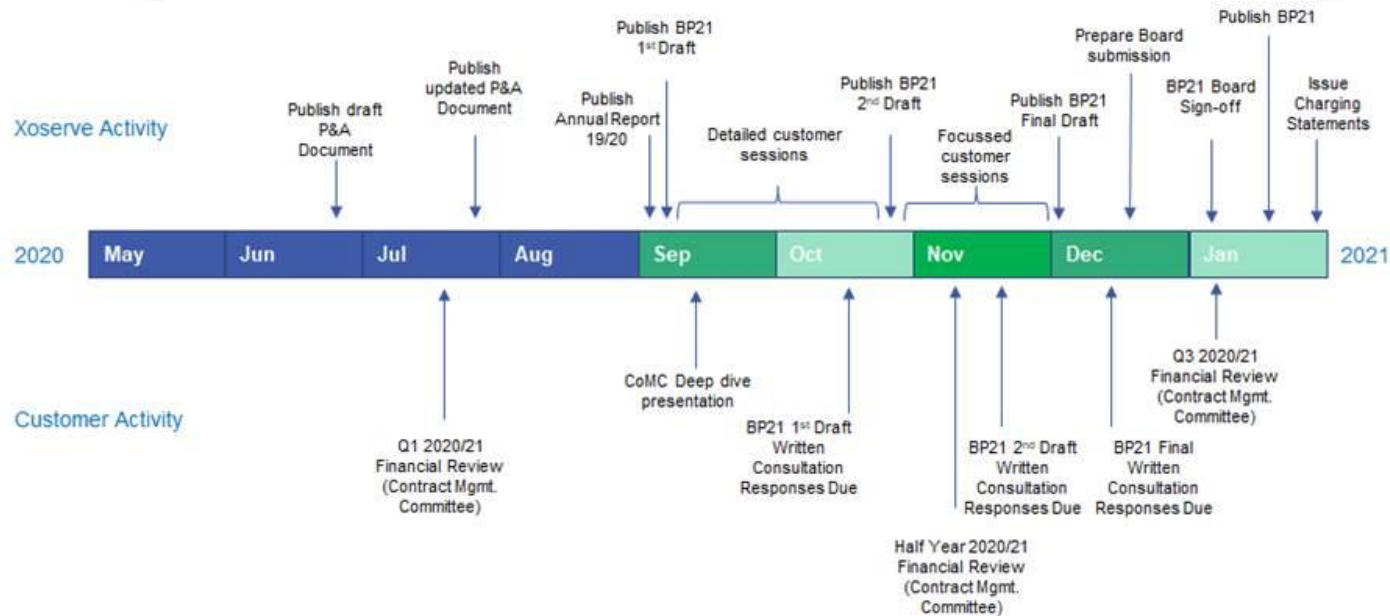 Publish draft
P&A
Document
Publish
updated P&A
Document
Publish
Annual Report
19/20
Publish BP21
1st Draft
Detailed customer
sessions
Publish BP21
2nd Draft
Focussed
customer
sessions
Publish BP21
Final Draft
Prepare Board
submission
BP21 Board
Sign-off
Publish BP21
Issue
Charging
Statements
Xoserve Activity
2020
May
Jun
Jul
Aug
Sep
Oct
Nov
Dec
Jan
2021
Customer Activity
Q1 2020/21
Financial Review
(Contract Mgmt.
Committee)
CoMC Deep dive
presentation
BP21 1st Draft
Written
Consultation
Responses Due
Half Year 2020/21
Financial Review
(Contract Mgmt.
Committee)
BP21 2nd Draft
Written
Consultation
Responses Due
BP21 Final
Written
Consultation
Responses Due
Q3 2020/21
Financial Review
(Contract Mgmt.
Committee)